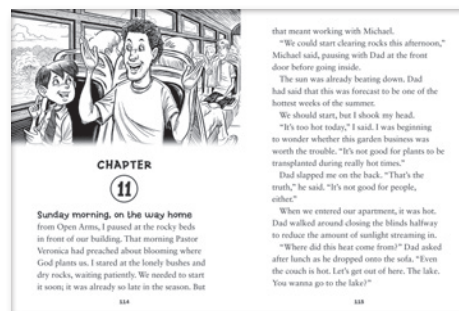 CHAPTER
11
Sunday morning, on the way home
from Open Arms, I paused at the rocky beds
in front of our building. That morning Pastor
Veronica had preached about blooming where
God plants us. I stared at the lonely bushes and
dry rocks, waiting patiently. We needed to start
it soon; it was already so late in the season. But
114
that meant working with Michael.
“We could start clearing rocks this afternoon,”
Michael said, pausing with Dad at the front
door before going inside.
The sun was already beating down. Dad
had said that this was forecast to be one of the
hottest weeks of the summer.
We should start, but I shook my head.
“It’s too hot today,” I said. I was beginning
to wonder whether this garden business was
worth the trouble. “It’s not good for plants to be
transplanted during really hot times.”
Dad slapped me on the back. “That’s the
truth,” he said. “It’s not good for people,
either.”
When we entered our apartment, it was hot.
Dad walked around closing the blinds halfway
to reduce the amount of sunlight streaming in.
“Where did this heat come from?” Dad asked
after lunch as he dropped onto the sofa. “Even
the couch is hot. Let’s get out of here. The lake.
You wanna go to the lake?”
115